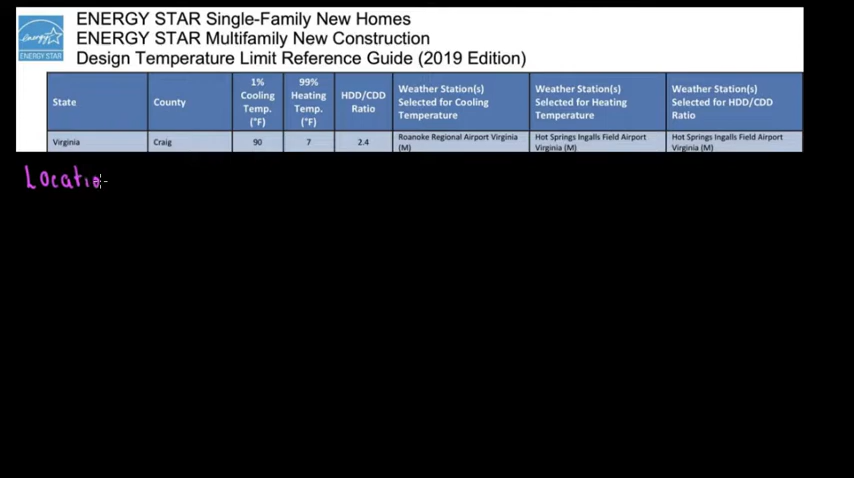 ENERGY STAR Single-Family New Homes
ENERGY STAR Multifamily New Construction
Design Temperature Limit Reference Guide (2019 Edition)
energy
ENERGY STAR
State County 1% Cooling Temp. (°F) 99% Heating Temp. (°F) HDD/CDD Ratio Weather Station(s) Selected for Cooling Temperature Weather Station(s) Selected for Heating Temperature Weather Station(s) Selected for HDD/CDD Ratio
Virginia Craig 90 7 2.4 Roanoke Regional Airport Virginia (M) Hot Springs Ingalls Field Airport Virginia (M) Hot Springs Ingalls Field Airport Virginia (M)
Locatio